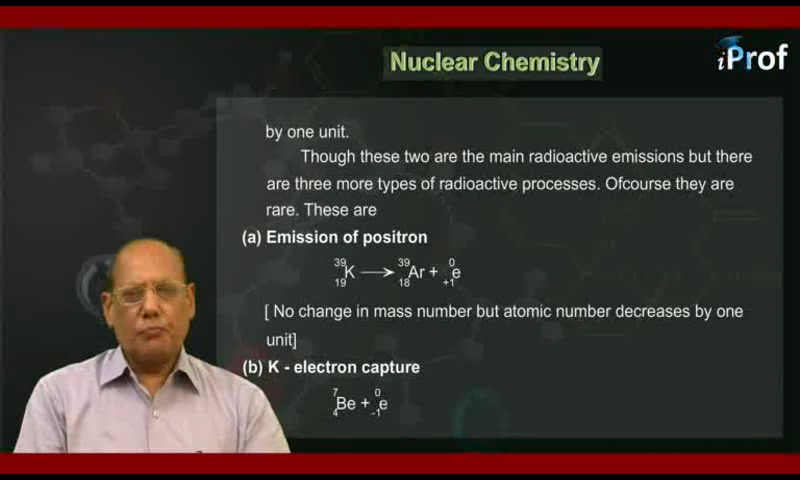 Nuclear Chemistry
iProf
by one unit.
Though these two are the main radioactive emissions but there
are three more types of radioactive processes. Ofcourse they are
rare. These are
(a) Emission of positron
³⁹₁₉K ⟶ ³⁹₁₈Ar + ⁰₊₁e
[ No change in mass number but atomic number decreases by one
unit]
(b) K - electron capture
⁷₄Be + ⁰₋₁e